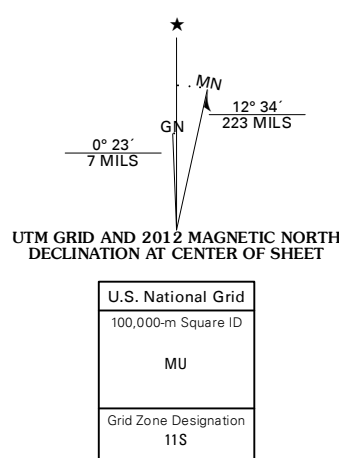 ★
MN
12° 34´
223 MILS
GN
0° 23´
7 MILS
UTM GRID AND 2012 MAGNETIC NORTH
DECLINATION AT CENTER OF SHEET
U.S. National Grid
100,000-m Square ID
MU
Grid Zone Designation
11S